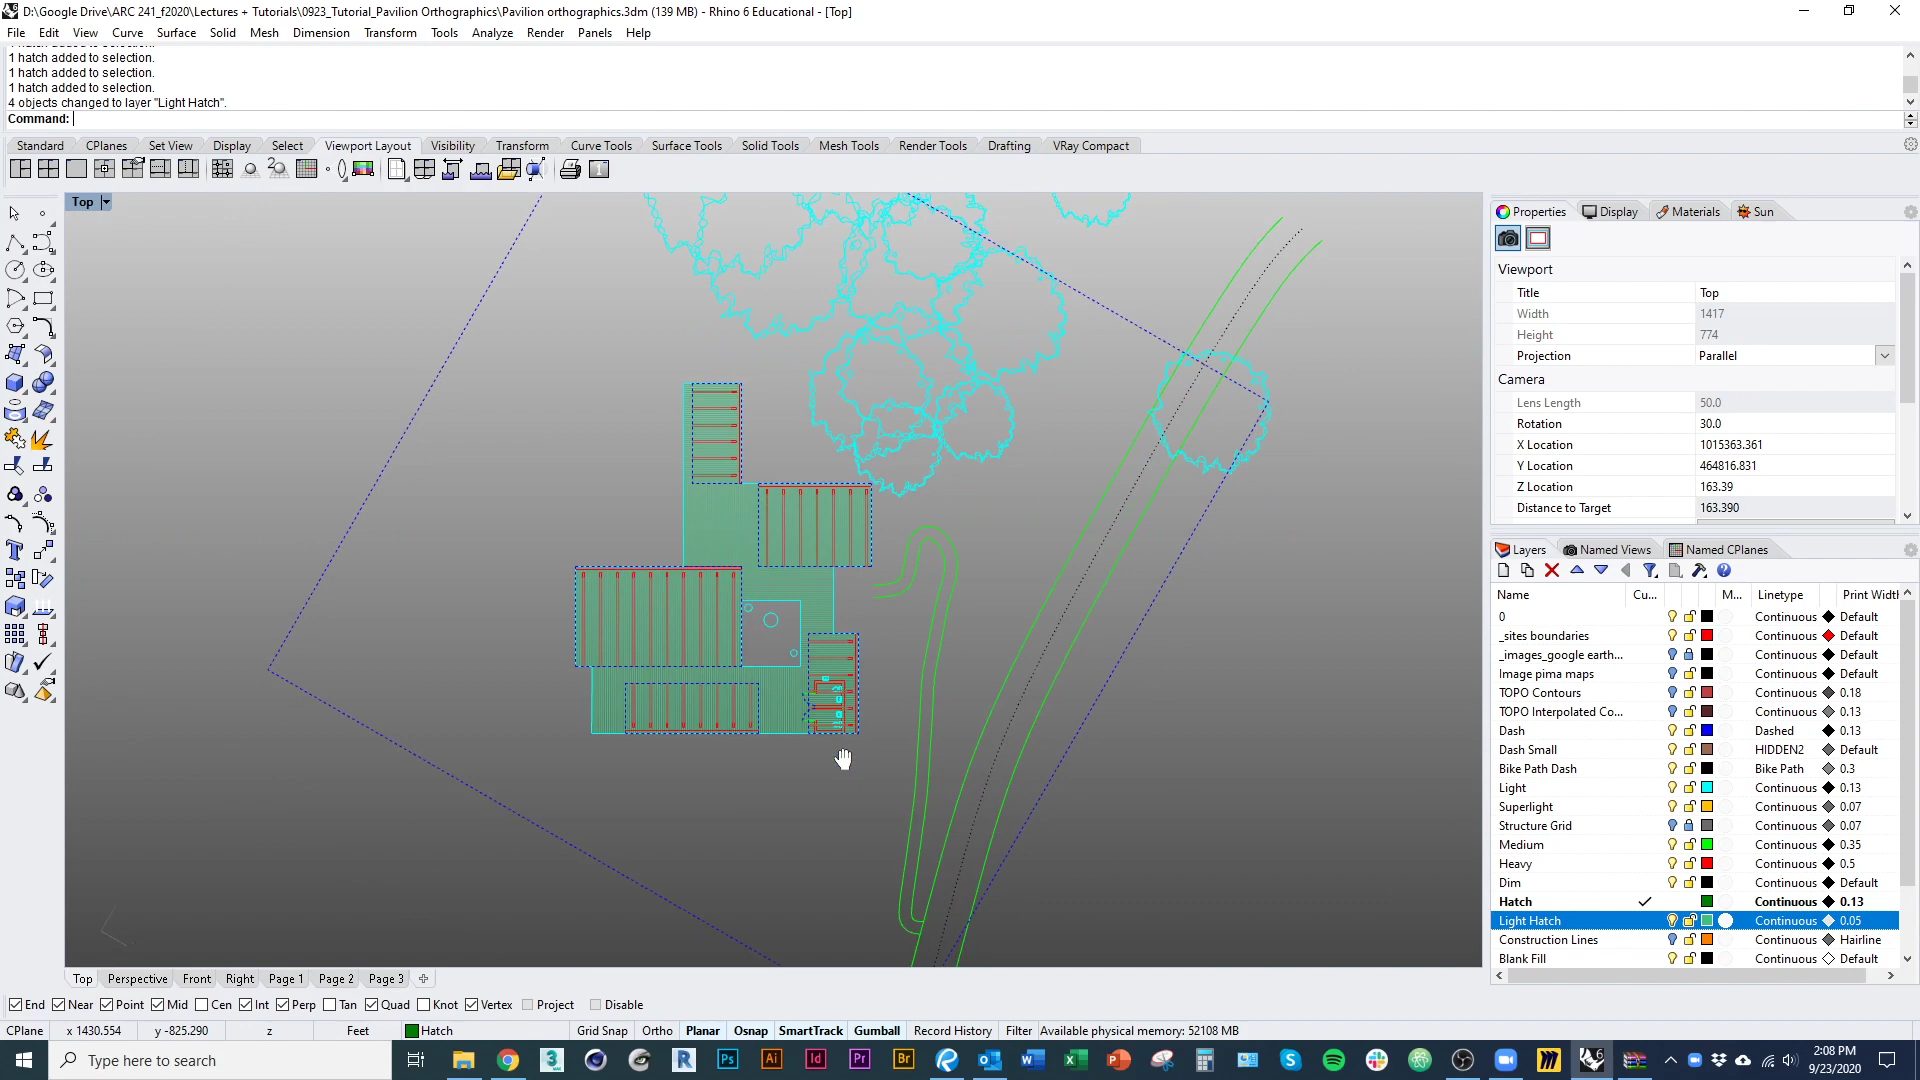 D:\Google Drive\ARC 241_f2020\Lectures + Tutorials\0923_Tutorial_Pavilion Orthographics\Pavilion orthographics.3dm (139 MB) - Rhino 6 Educational - [Top]
File Edit View Curve Surface Solid Mesh Dimension Transform Tools Analyze Render Panels Help
1 hatch added to selection.
1 hatch added to selection.
1 hatch added to selection.
4 objects changed to layer "Light Hatch".
Command:
Standard CPlanes Set View Display Select Viewport Layout Visibility Transform Curve Tools Surface Tools Solid Tools Mesh Tools Render Tools Drafting VRay Compact
Top
Properties Display Materials Sun
Viewport
Title Top
Width 1417
Height 774
Projection Parallel
Camera
Lens Length 50.0
Rotation 30.0
X Location 1015363.361
Y Location 464816.831
Z Location 163.39
Distance to Target 163.390
Layers Named Views Named CPlanes
Name Cu... M... Linetype Print Width
0 Continuous Default
_sites boundaries Continuous Default
_images_google earth... Continuous Default
Image pima maps Continuous Default
TOPO Contours Continuous 0.18
TOPO Interpolated Co... Continuous 0.13
Dash Dashed 0.13
Dash Small HIDDEN2 Default
Bike Path Dash Bike Path 0.3
Light Continuous 0.13
Superlight Continuous 0.07
Structure Grid Continuous 0.07
Medium Continuous 0.35
Heavy Continuous 0.5
Dim Continuous Default
Hatch Continuous 0.13
Light Hatch Continuous 0.05
Construction Lines Continuous Hairline
Blank Fill Continuous Default
Top Perspective Front Right Page 1 Page 2 Page 3
End Near Point Mid Cen Int Perp Tan Quad Knot Vertex Project Disable
CPlane x 1430.554 y -825.290 z Feet Hatch Grid Snap Ortho Planar Osnap SmartTrack Gumball Record History Filter Available physical memory: 52108 MB
Type here to search
2:08 PM
9/23/2020